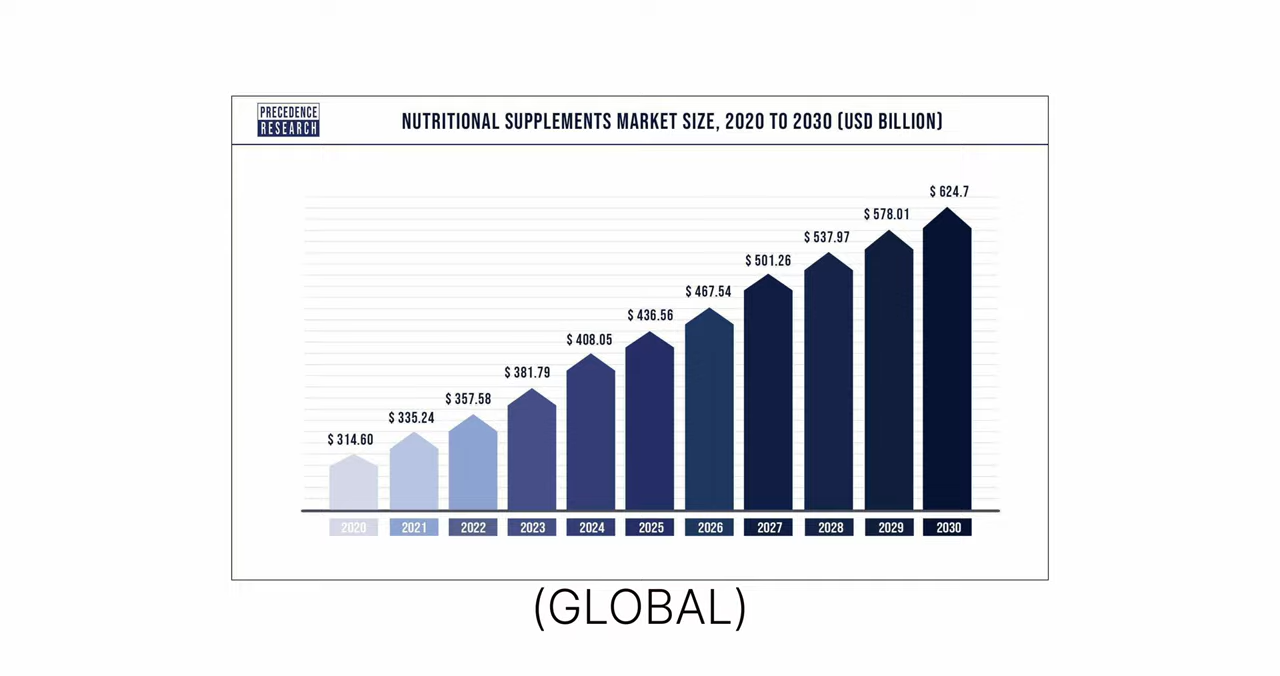 PRECEDENCE
RESEARCH
NUTRITIONAL SUPPLEMENTS MARKET SIZE, 2020 TO 2030 (USD BILLION)
$ 314.60
$ 335.24
$ 357.58
$ 381.79
$ 408.05
$ 436.56
$ 467.54
$ 501.26
$ 537.97
$ 578.01
$ 624.7
2020 2021 2022 2023 2024 2025 2026 2027 2028 2029 2030
(GLOBAL)